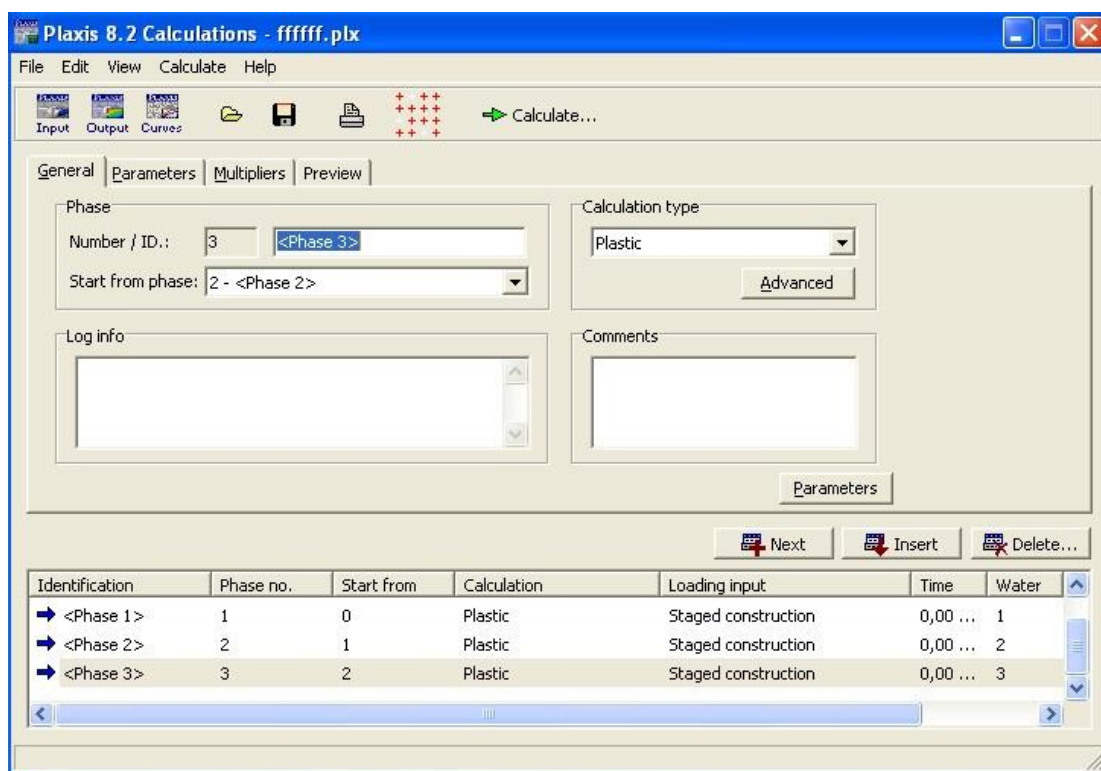 Plaxis 8.2 Calculations - ffffff.plx
File Edit View Calculate Help
Input Output Curves Calculate...
General Parameters Multipliers Preview
Phase
Number / ID.: 3 <Phase 3>
Start from phase: 2 - <Phase 2>
Calculation type
Plastic
Advanced
Log info
Comments
Parameters
Next Insert Delete...
Identification Phase no. Start from Calculation Loading input Time Water
<Phase 1> 1 0 Plastic Staged construction 0,00 ... 1
<Phase 2> 2 1 Plastic Staged construction 0,00 ... 2
<Phase 3> 3 2 Plastic Staged construction 0,00 ... 3